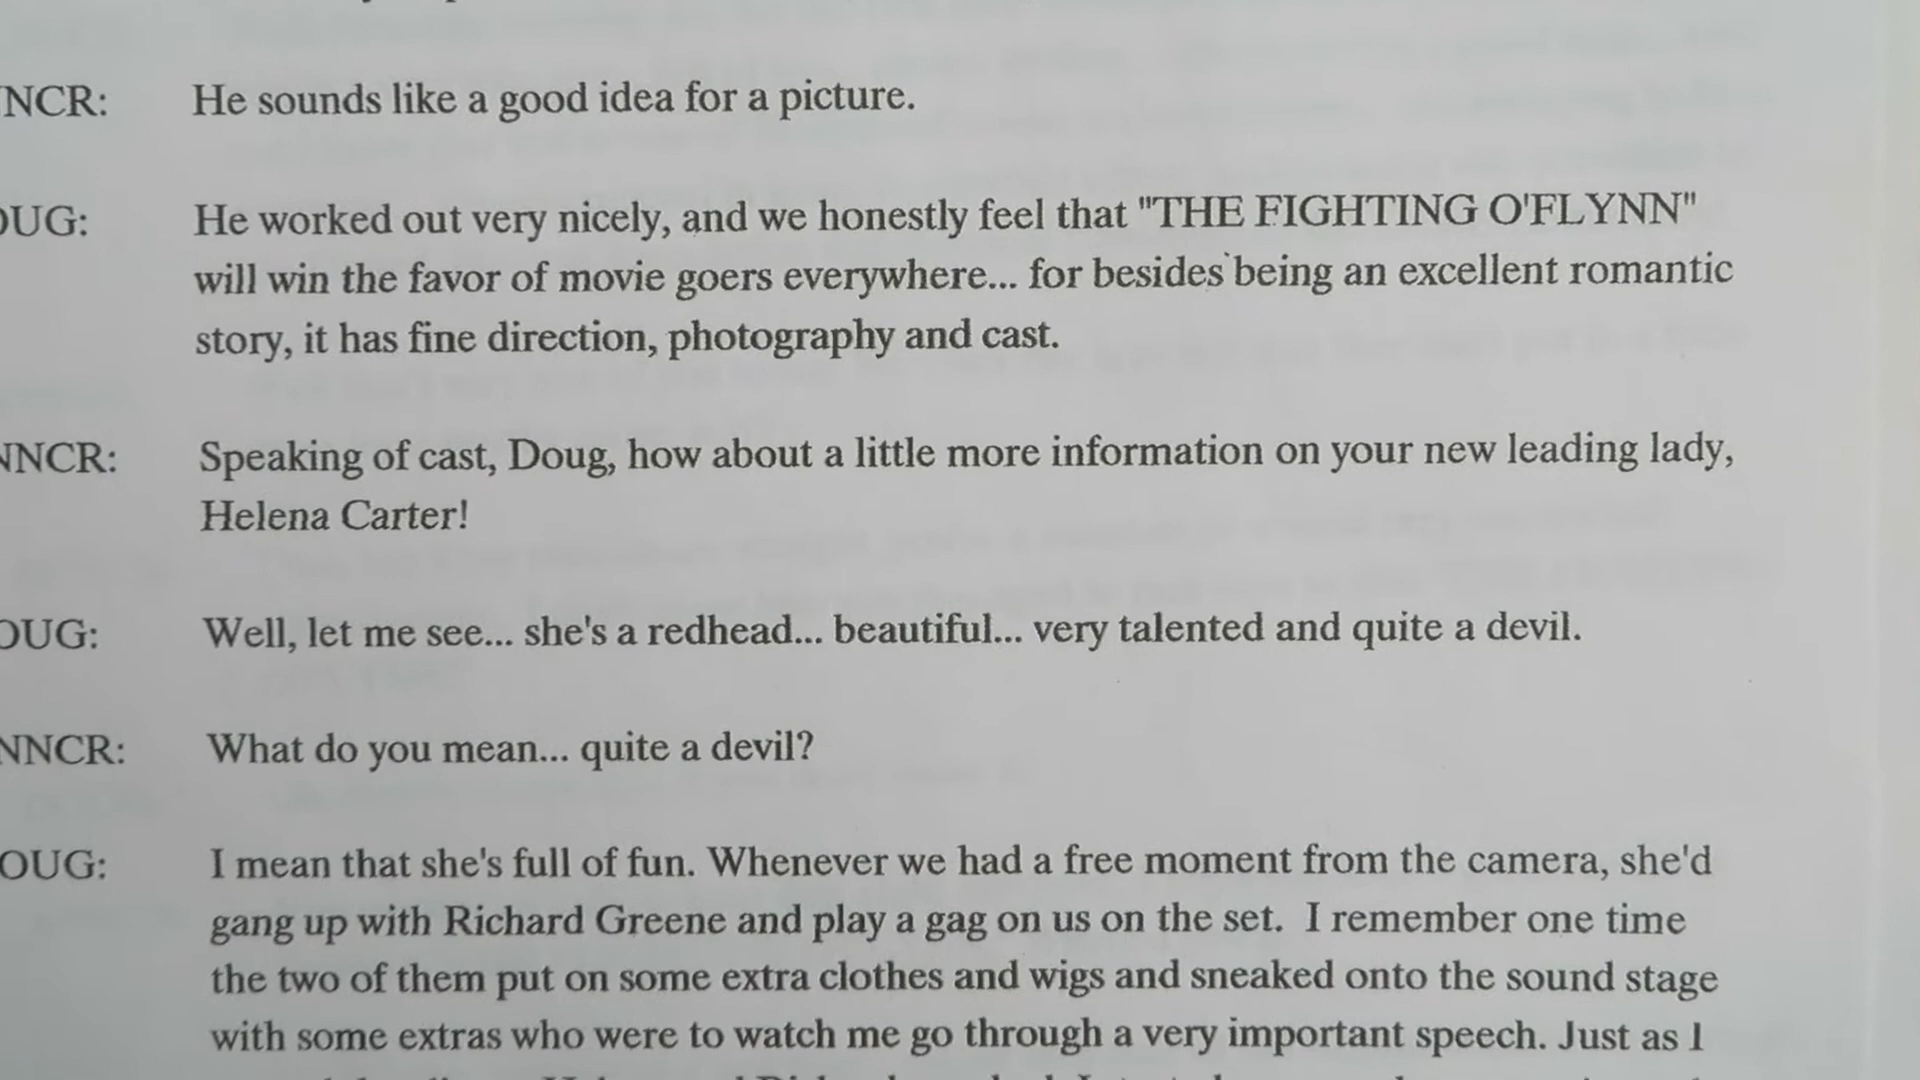 NCR: He sounds like a good idea for a picture.
OUG: He worked out very nicely, and we honestly feel that "THE FIGHTING O'FLYNN"
will win the favor of movie goers everywhere... for besides being an excellent romantic
story, it has fine direction, photography and cast.
NNCR: Speaking of cast, Doug, how about a little more information on your new leading lady,
Helena Carter!
OUG: Well, let me see... she's a redhead... beautiful... very talented and quite a devil.
NNCR: What do you mean... quite a devil?
OUG: I mean that she's full of fun. Whenever we had a free moment from the camera, she'd
gang up with Richard Greene and play a gag on us on the set. I remember one time
the two of them put on some extra clothes and wigs and sneaked onto the sound stage
with some extras who were to watch me go through a very important speech. Just as I